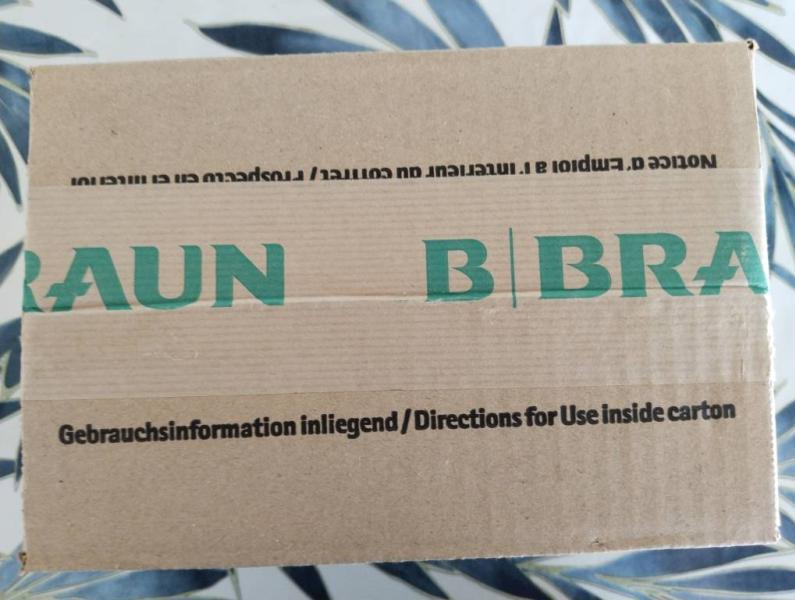 Notice d'Emploi à l'intérieur du coffret / Prospecto en el interior
RAUN B|BRA
Gebrauchsinformation inliegend / Directions for Use inside carton